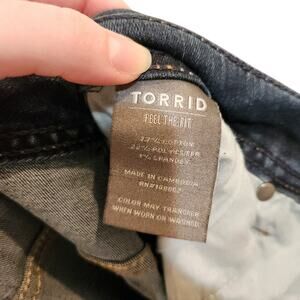 TORRID
FEEL THE FIT.
77% COTTON
22% POLYESTER
1% SPANDEX
MADE IN CAMBODIA
COLOR MAY TRANSFER
WHEN WORN OR WASHED